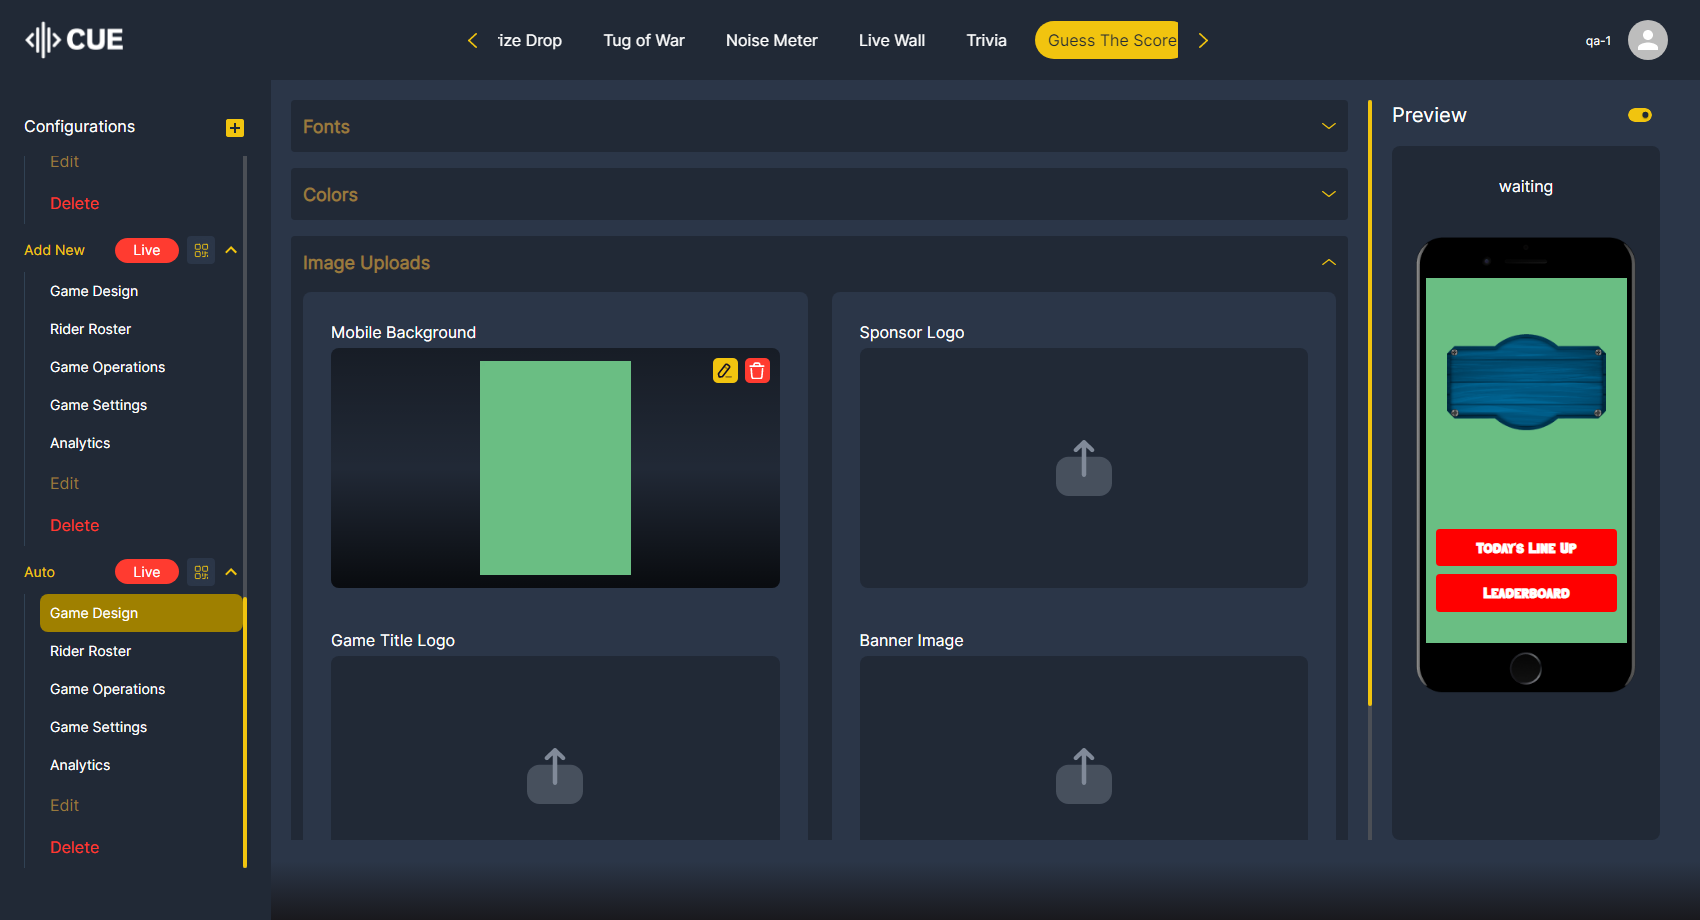 CUE
ize Drop
Tug of War
Noise Meter
Live Wall
Trivia
Guess The Score
qa-1
Configurations
Edit
Delete
Add New
Live
Game Design
Rider Roster
Game Operations
Game Settings
Analytics
Edit
Delete
Auto
Live
Game Design
Rider Roster
Game Operations
Game Settings
Analytics
Edit
Delete
Fonts
Colors
Image Uploads
Mobile Background
Sponsor Logo
Game Title Logo
Banner Image
Preview
waiting
Today's Line Up
Leaderboard